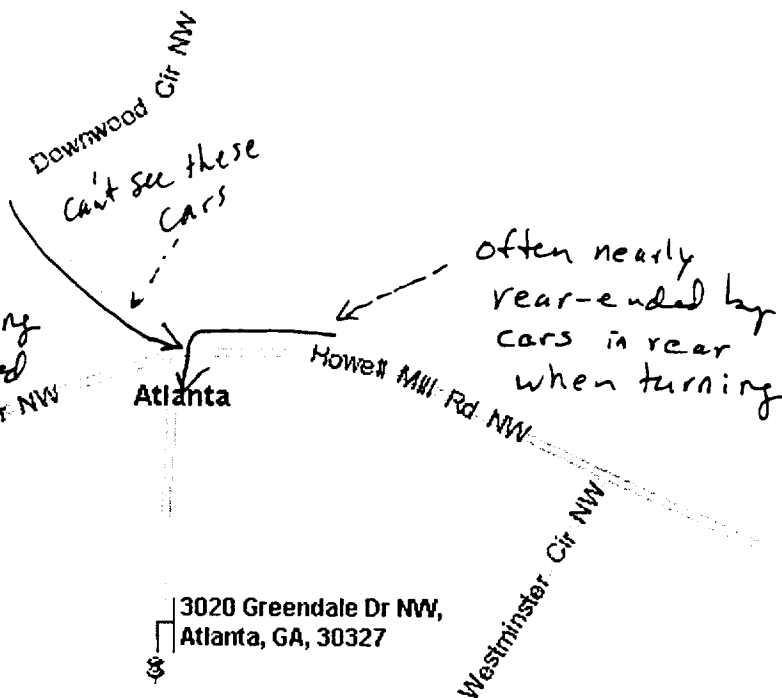 Downwood Cir NW
can't see these
cars
often nearly
rear-ended by
cars in rear
when turning
Howell Mill Rd NW
NW
Atlanta
Westminster Cir NW
3020 Greendale Dr NW,
Atlanta, GA, 30327